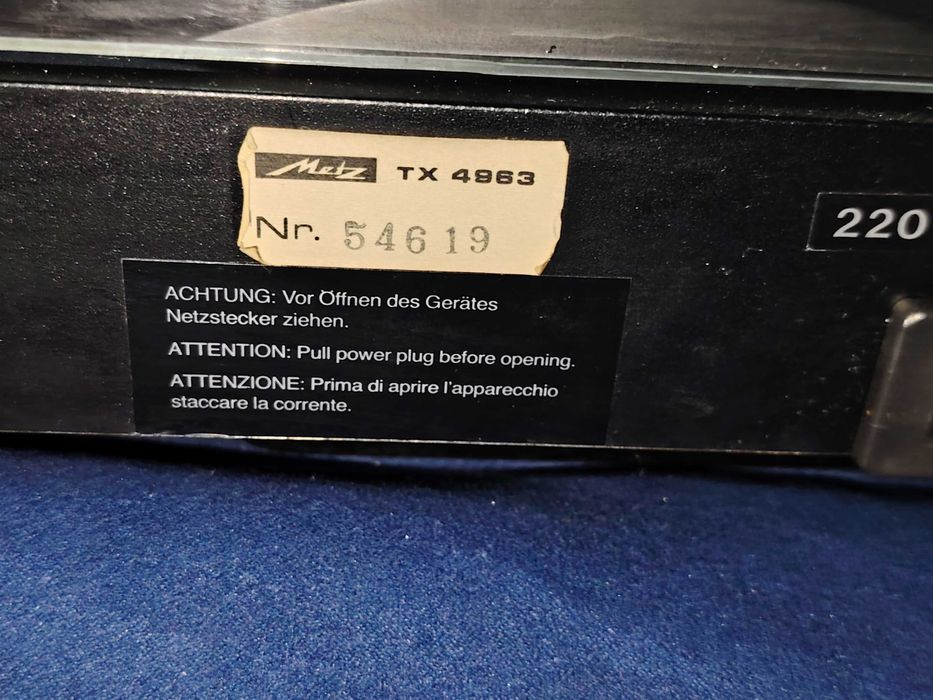 Metz TX 4963
Nr. 54619
220
ACHTUNG: Vor Öffnen des Gerätes
Netzstecker ziehen.
ATTENTION: Pull power plug before opening.
ATTENZIONE: Prima di aprire l'apparecchio
staccare la corrente.